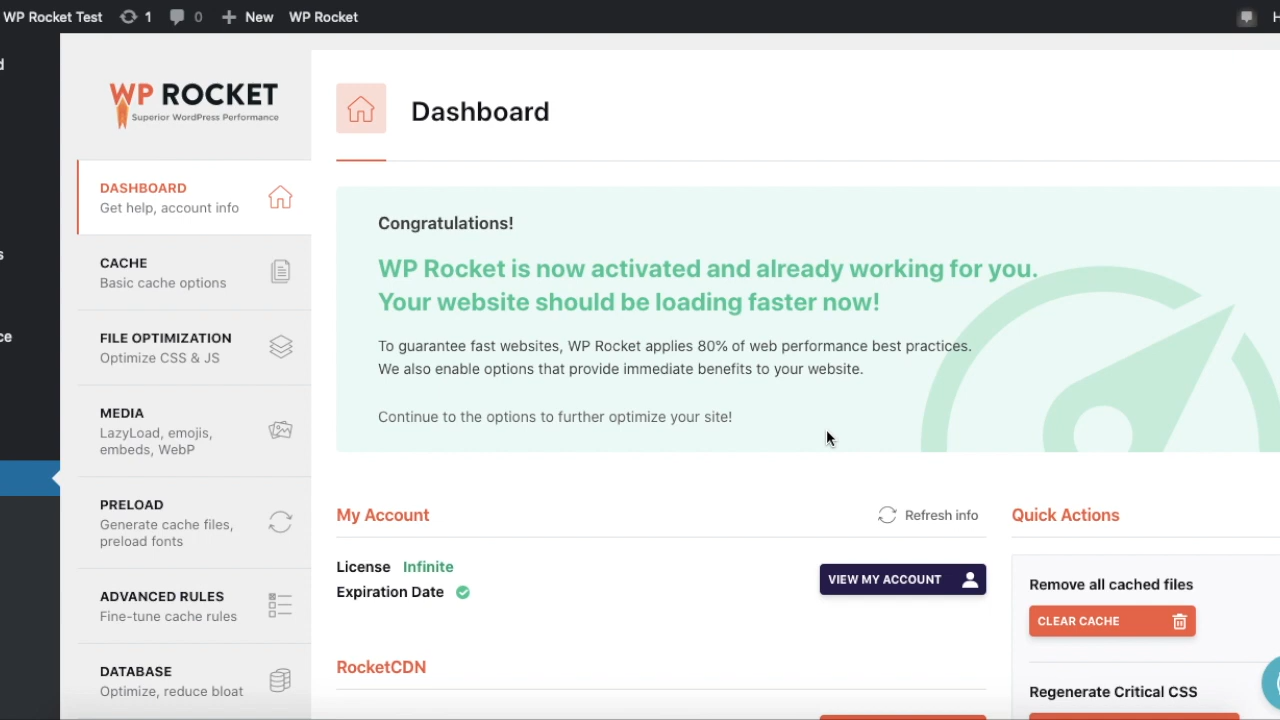 WP Rocket Test 1 0 New WP Rocket
d
s
ce
WP ROCKET
Superior WordPress Performance
DASHBOARD
Get help, account info
CACHE
Basic cache options
FILE OPTIMIZATION
Optimize CSS & JS
MEDIA
LazyLoad, emojis,
embeds, WebP
PRELOAD
Generate cache files,
preload fonts
ADVANCED RULES
Fine-tune cache rules
DATABASE
Optimize, reduce bloat
Dashboard
Congratulations!
WP Rocket is now activated and already working for you.
Your website should be loading faster now!
To guarantee fast websites, WP Rocket applies 80% of web performance best practices.
We also enable options that provide immediate benefits to your website.
Continue to the options to further optimize your site!
My Account
Refresh info
License Infinite
Expiration Date
VIEW MY ACCOUNT
RocketCDN
Quick Actions
Remove all cached files
CLEAR CACHE
Regenerate Critical CSS